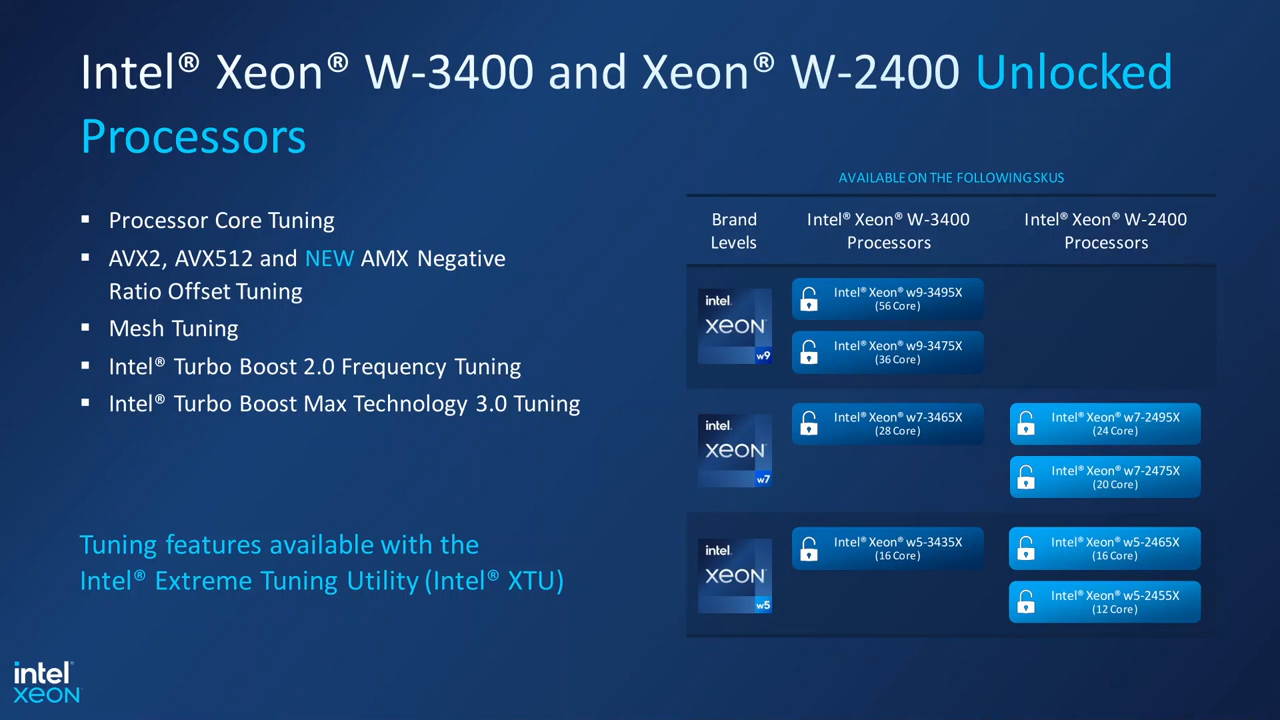 Intel® Xeon® W-3400 and Xeon® W-2400 Unlocked
Processors
▪ Processor Core Tuning
▪ AVX2, AVX512 and NEW AMX Negative
Ratio Offset Tuning
▪ Mesh Tuning
▪ Intel® Turbo Boost 2.0 Frequency Tuning
▪ Intel® Turbo Boost Max Technology 3.0 Tuning
Tuning features available with the
Intel® Extreme Tuning Utility (Intel® XTU)
AVAILABLE ON THE FOLLOWING SKUS
Brand
Levels
Intel® Xeon® W-3400
Processors
Intel® Xeon® W-2400
Processors
intel.
XEON
w9
Intel® Xeon® w9-3495X
(56 Core)
Intel® Xeon® w9-3475X
(36 Core)
intel.
XEON
w7
Intel® Xeon® w7-3465X
(28 Core)
Intel® Xeon® w7-2495X
(24 Core)
Intel® Xeon® w7-2475X
(20 Core)
intel.
XEON
w5
Intel® Xeon® w5-3435X
(16 Core)
Intel® Xeon® w5-2465X
(16 Core)
Intel® Xeon® w5-2455X
(12 Core)
intel®
XEON